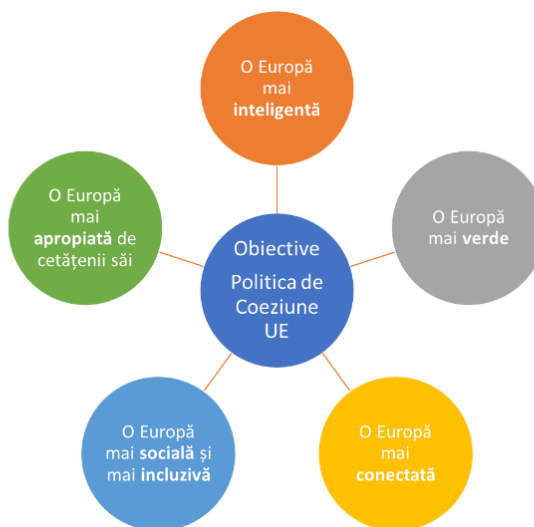 O Europă
mai
inteligentă
O Europă
mai
apropiată de
cetățenii săi
Obiective
Politica de
Coeziune
UE
O Europă
mai verde
O Europă
mai socială și
mai incluzivă
O Europă
mai
conectată